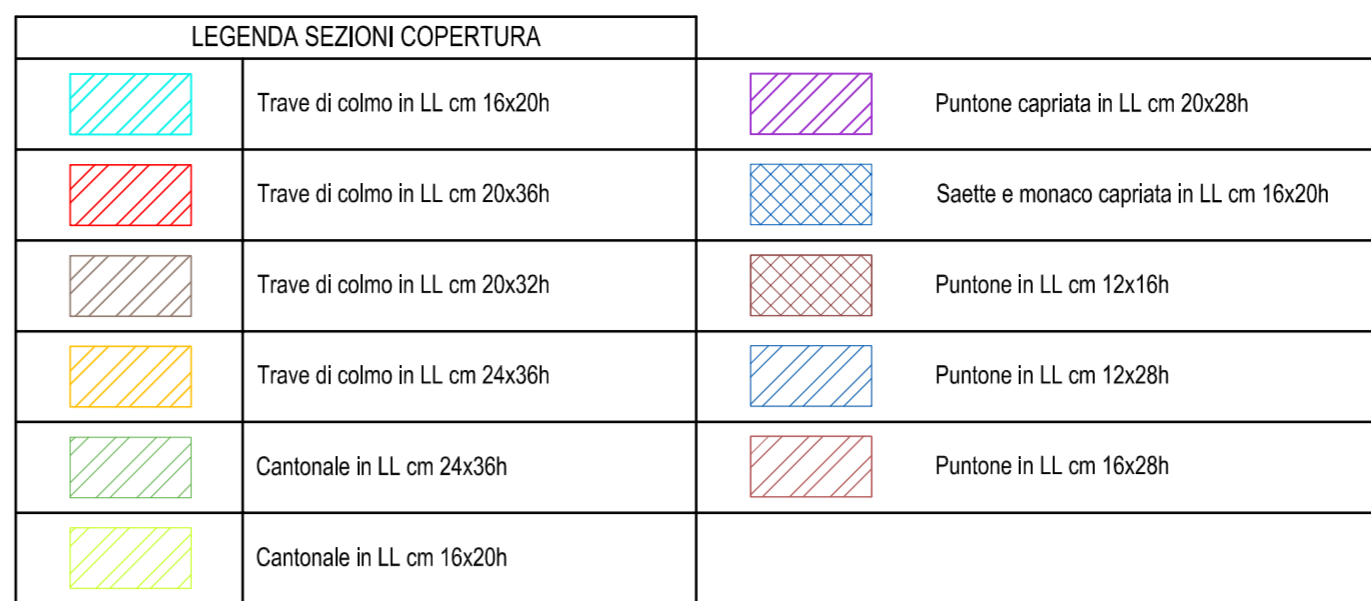 LEGENDA SEZIONI COPERTURA
Trave di colmo in LL cm 16x20h
Puntone capriata in LL cm 20x28h
Trave di colmo in LL cm 20x36h
Saette e monaco capriata in LL cm 16x20h
Trave di colmo in LL cm 20x32h
Puntone in LL cm 12x16h
Trave di colmo in LL cm 24x36h
Puntone in LL cm 12x28h
Cantonale in LL cm 24x36h
Puntone in LL cm 16x28h
Cantonale in LL cm 16x20h